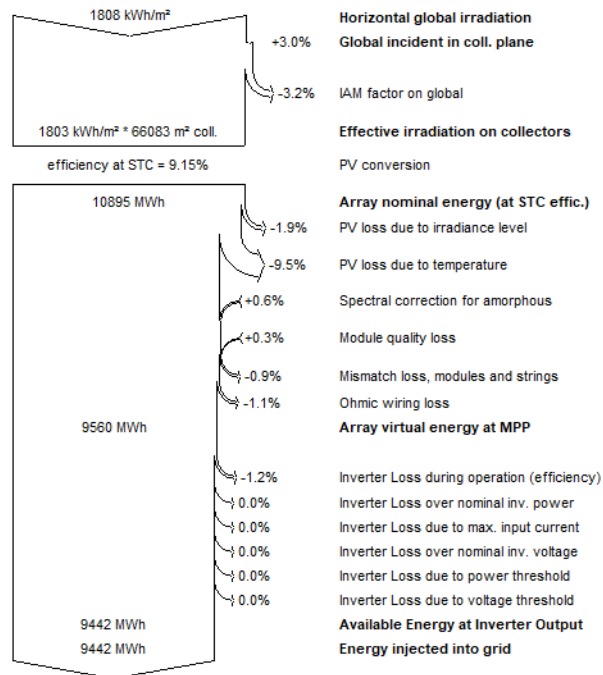 1808 kWh/m² Horizontal global irradiation
+3.0% Global incident in coll. plane
-3.2% IAM factor on global
1803 kWh/m² * 66083 m² coll. Effective irradiation on collectors
efficiency at STC = 9.15% PV conversion
10895 MWh Array nominal energy (at STC effic.)
-1.9% PV loss due to irradiance level
-9.5% PV loss due to temperature
+0.6% Spectral correction for amorphous
+0.3% Module quality loss
-0.9% Mismatch loss, modules and strings
-1.1% Ohmic wiring loss
9560 MWh Array virtual energy at MPP
-1.2% Inverter Loss during operation (efficiency)
0.0% Inverter Loss over nominal inv. power
0.0% Inverter Loss due to max. input current
0.0% Inverter Loss over nominal inv. voltage
0.0% Inverter Loss due to power threshold
0.0% Inverter Loss due to voltage threshold
9442 MWh Available Energy at Inverter Output
9442 MWh Energy injected into grid